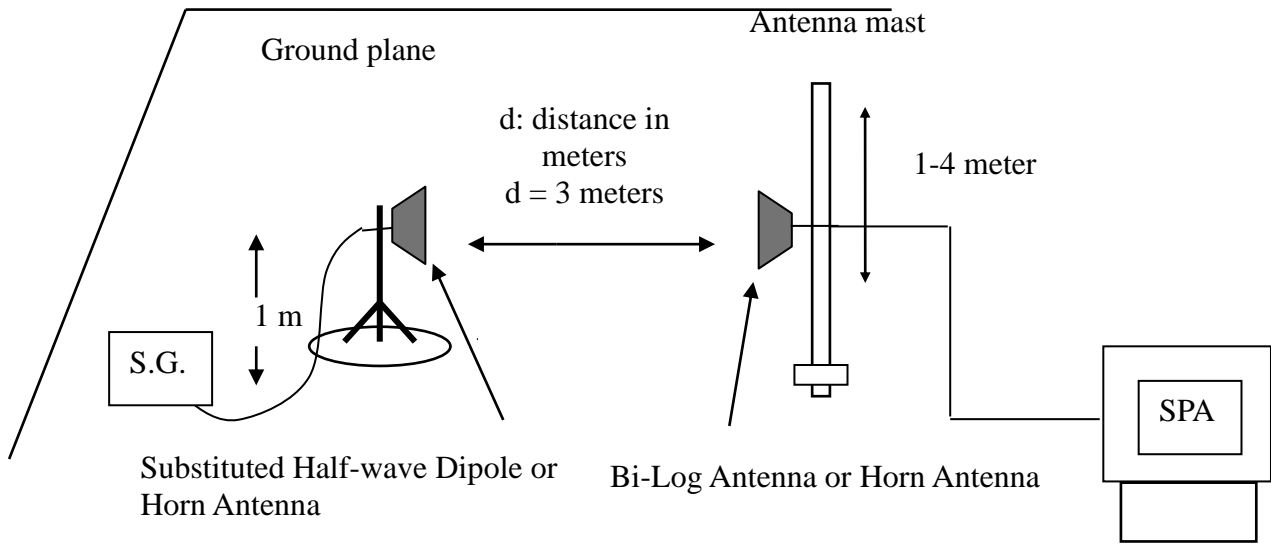 Ground plane
Antenna mast
d: distance in
meters
d = 3 meters
1-4 meter
1 m
S.G.
SPA
Substituted Half-wave Dipole or
Horn Antenna
Bi-Log Antenna or Horn Antenna